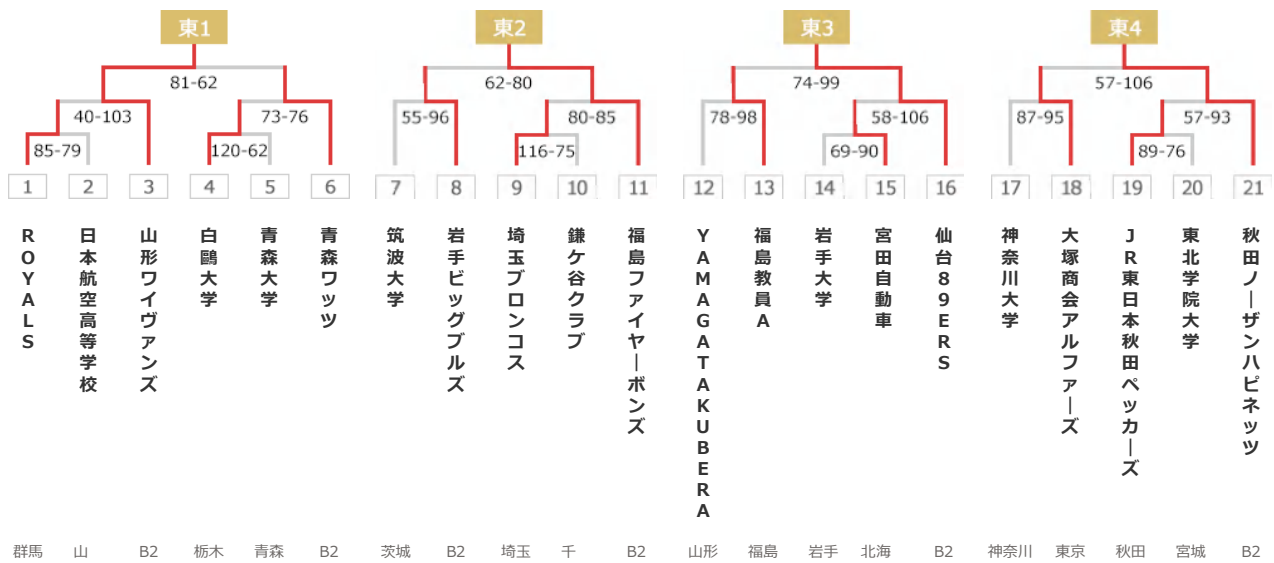 東1 東2 東3 東4
81-62 62-80 74-99 57-106
40-103 73-76 55-96 80-85 78-98 58-106 87-95 57-93
85-79 120-62 116-75 69-90 89-76
1 2 3 4 5 6 7 8 9 10 11 12 13 14 15 16 17 18 19 20 21
ROYALS
日本航空高等学校
山形ワイヴァンズ
白鷗大学
青森大学
青森ワッツ
筑波大学
岩手ビッグブルズ
埼玉ブロンコス
鎌ケ谷クラブ
福島ファイヤーボンズ
YAMAGATAKUBERA
福島教員A
岩手大学
宮田自動車
仙台89ERS
神奈川大学
大塚商会アルファーズ
JR東日本秋田ペッカーズ
東北学院大学
秋田ノーザンハピネッツ
群馬 山 B2 栃木 青森 B2 茨城 B2 埼玉 千 B2 山形 福島 岩手 北海 B2 神奈川 東京 秋田 宮城 B2